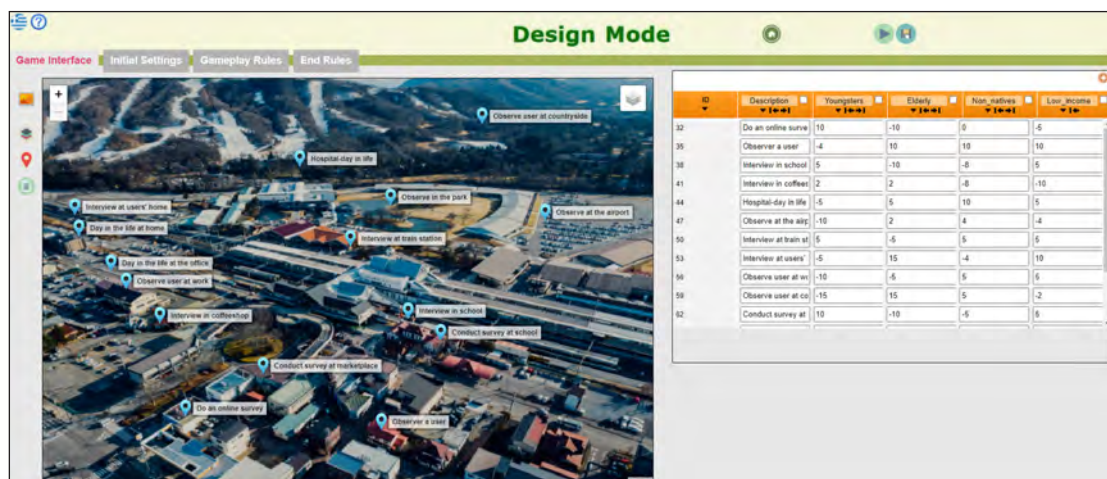 Design Mode
Game Interface Initial Settings Gameplay Rules End Rules
+
Observe user at countryside
Hospital-day in life
Observe in the park
Interview at users' home
Observe at the airport
Day in the life at home
Interview at train station
Day in the life at the office
Observe user at work
Interview in school
Interview in coffeeshop
Conduct survey at school
Conduct survey at marketplace
Do an online survey
Observer a user
ID Description Youngsters Elderly Non_natives Low_income
32 Do an online surve 10 -10 0 -5
35 Observer a user -4 10 10 10
38 Interview in school 5 -10 -8 5
41 Interview in coffees 2 2 -8 -10
44 Hospital-day in life -5 5 10 5
47 Observe at the airp -10 2 4 -4
50 Interview at train st 5 -5 5 5
53 Interview at users' -5 15 -4 10
56 Observe user at wo -10 -5 5 5
59 Observe user at co -15 15 5 -2
62 Conduct survey at 10 -10 -5 5